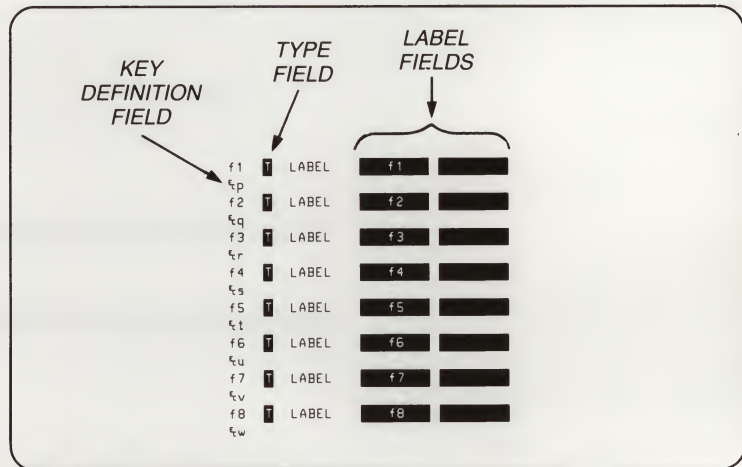 KEY
DEFINITION
FIELD
TYPE
FIELD
LABEL
FIELDS
f1 T LABEL f1
␛p
f2 T LABEL f2
␛q
f3 T LABEL f3
␛r
f4 T LABEL f4
␛s
f5 T LABEL f5
␛t
f6 T LABEL f6
␛u
f7 T LABEL f7
␛v
f8 T LABEL f8
␛w